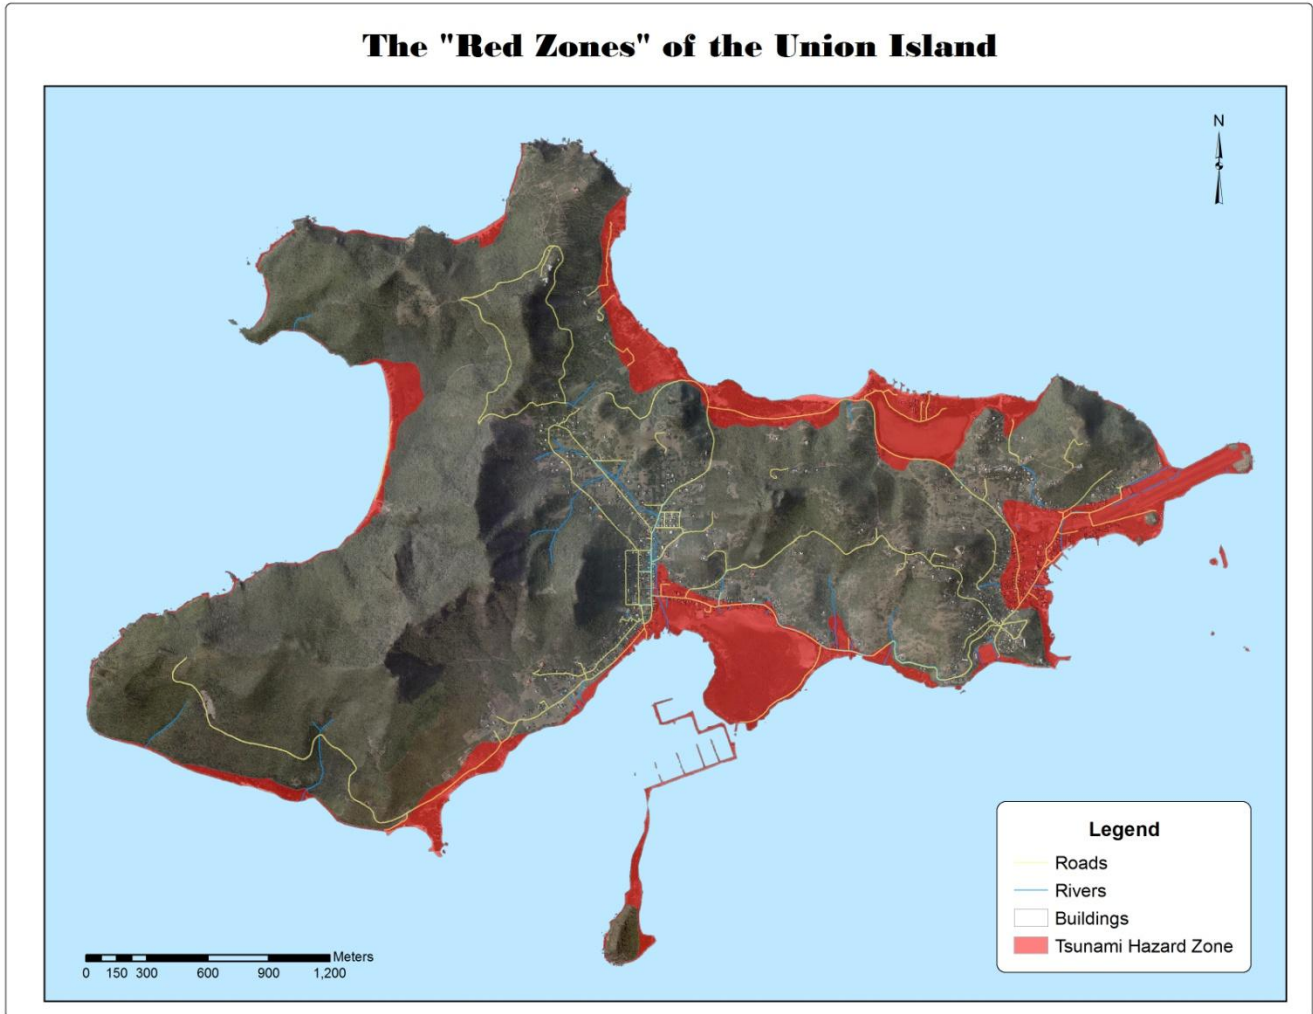 The "Red Zones" of the Union Island
N
Legend
Roads
Rivers
Buildings
Tsunami Hazard Zone
Meters
0 150 300 600 900 1,200